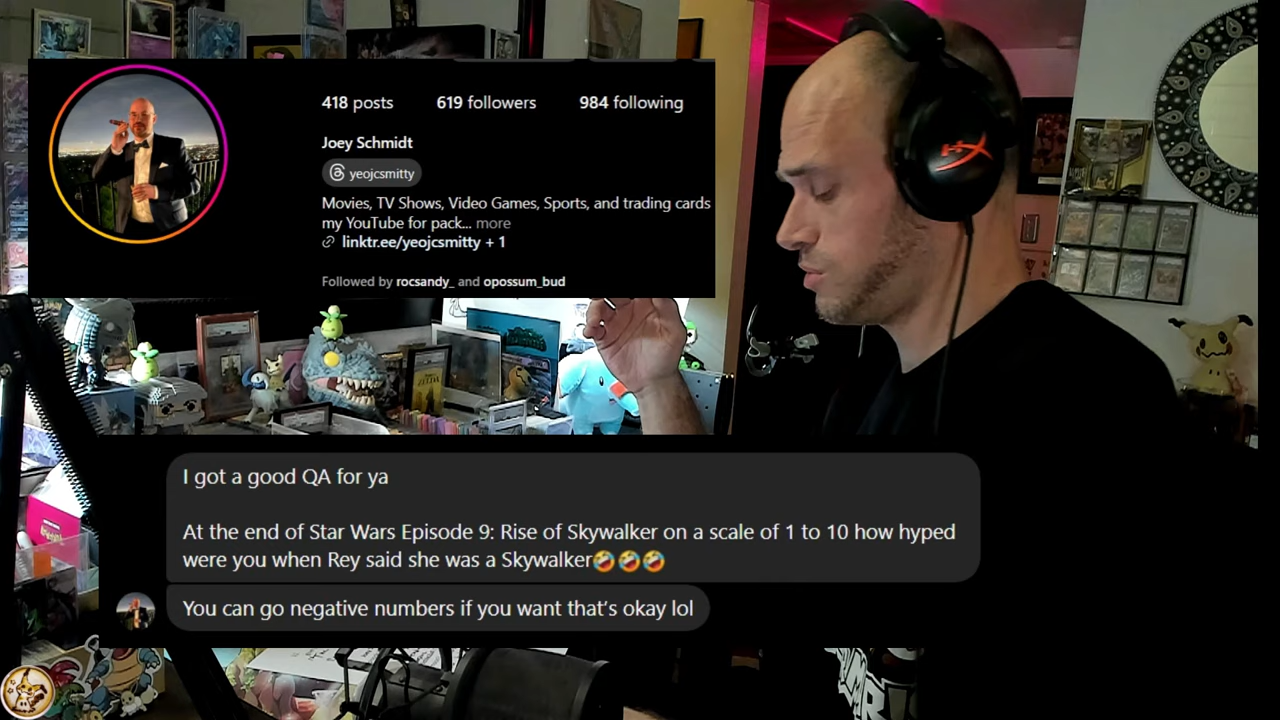 418 posts 619 followers 984 following
Joey Schmidt
yeojcsmitty
Movies, TV Shows, Video Games, Sports, and trading cards
my YouTube for pack... more
linktr.ee/yeojcsmitty + 1
Followed by rocsandy_ and opossum_bud
HX
I got a good QA for ya
At the end of Star Wars Episode 9: Rise of Skywalker on a scale of 1 to 10 how hyped
were you when Rey said she was a Skywalker🤣🤣🤣
You can go negative numbers if you want that's okay lol